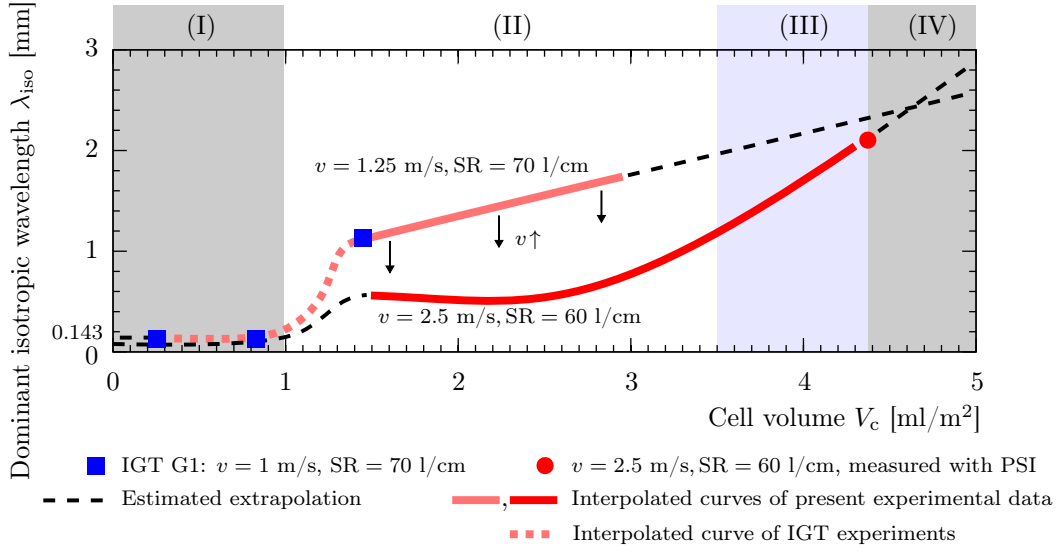 (I) (II) (III) (IV)
Dominant isotropic wavelength λiso [mm]
3
2
1
0.143
0
v = 1.25 m/s, SR = 70 l/cm
v↑
v = 2.5 m/s, SR = 60 l/cm
0 1 2 3 4 5
Cell volume Vc [ml/m²]
IGT G1: v = 1 m/s, SR = 70 l/cm
v = 2.5 m/s, SR = 60 l/cm, measured with PSI
Estimated extrapolation
, Interpolated curves of present experimental data
Interpolated curve of IGT experiments